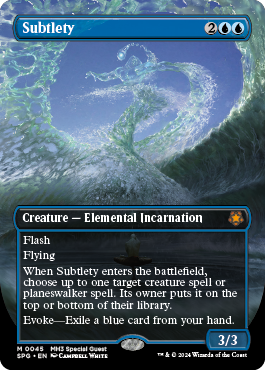 Subtlety 2
Creature — Elemental Incarnation
Flash
Flying
When Subtlety enters the battlefield,
choose up to one target creature spell or
planeswalker spell. Its owner puts it on the
top or bottom of their library.
Evoke—Exile a blue card from your hand.
3/3
M 0045 MH3 Special Guest
SPG • EN Campbell White
™ & © 2024 Wizards of the Coast